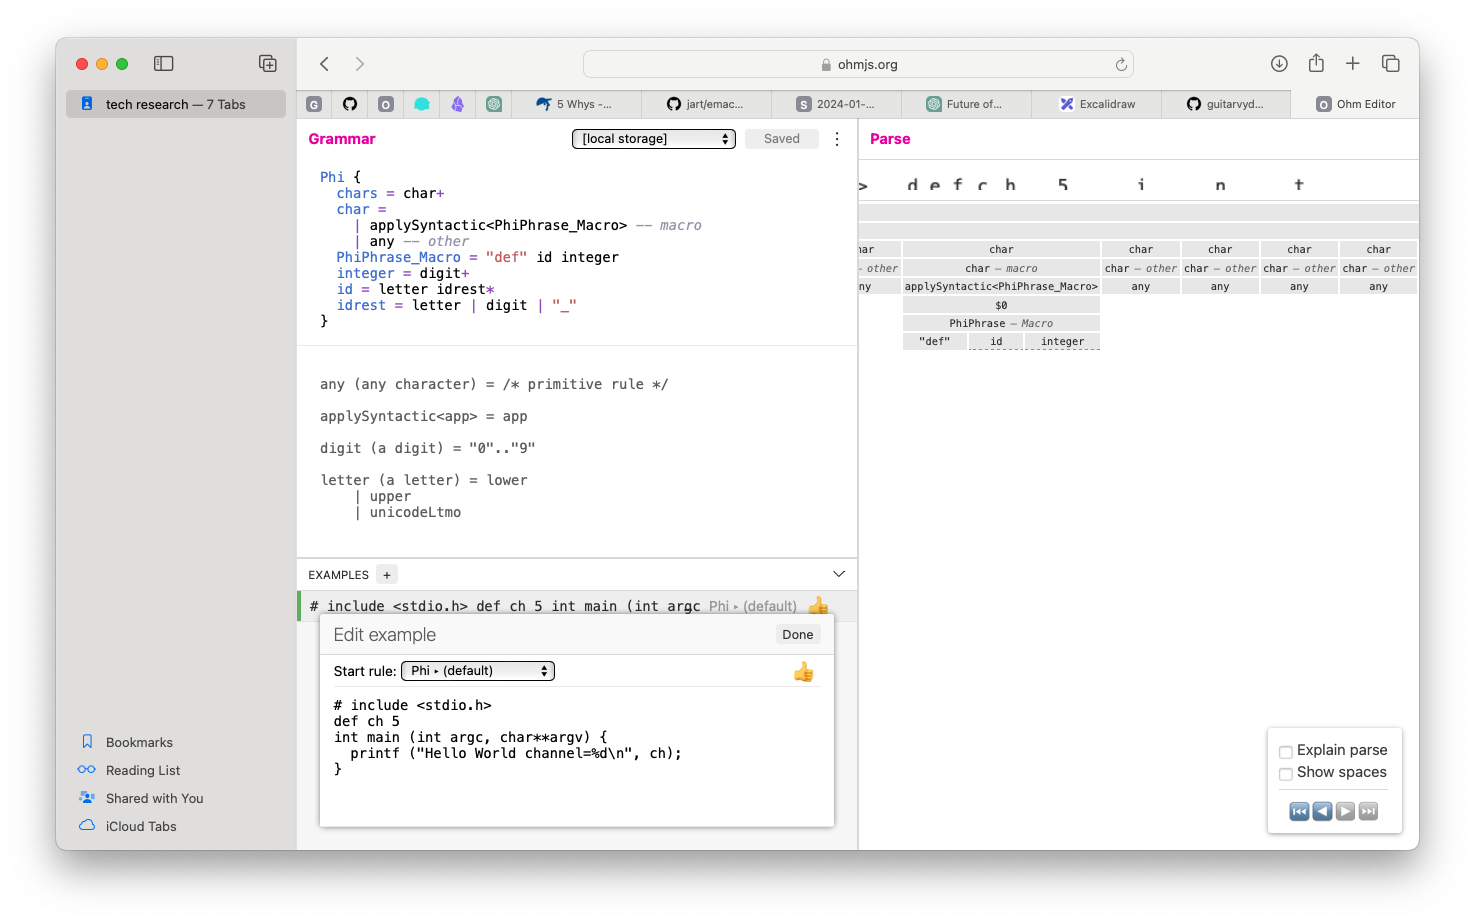 ohmjs.org
tech research — 7 Tabs
G
O
5 Whys -...
jart/emac...
S 2024-01-...
Future of...
Excalidraw
guitarvyd...
O Ohm Editor
Grammar
[local storage]
Saved
Parse
Phi {
chars = char+
char =
| applySyntactic<PhiPhrase_Macro> -- macro
| any -- other
PhiPhrase_Macro = "def" id integer
integer = digit+
id = letter idrest*
idrest = letter | digit | "_"
}
any (any character) = /* primitive rule */
applySyntactic<app> = app
digit (a digit) = "0".."9"
letter (a letter) = lower
| upper
| unicodeLtmo
> d e f c h 5 i n t
har char char char char char
– other char – macro char – other char – other char – other char – other
ny applySyntactic<PhiPhrase_Macro> any any any any
$0
PhiPhrase – Macro
"def" id integer
EXAMPLES +
# include <stdio.h> def ch 5 int main (int argc Phi ▸ (default)
Edit example
Done
Start rule: Phi ▸ (default)
# include <stdio.h>
def ch 5
int main (int argc, char**argv) {
printf ("Hello World channel=%d\n", ch);
}
Explain parse
Show spaces
Bookmarks
Reading List
Shared with You
iCloud Tabs